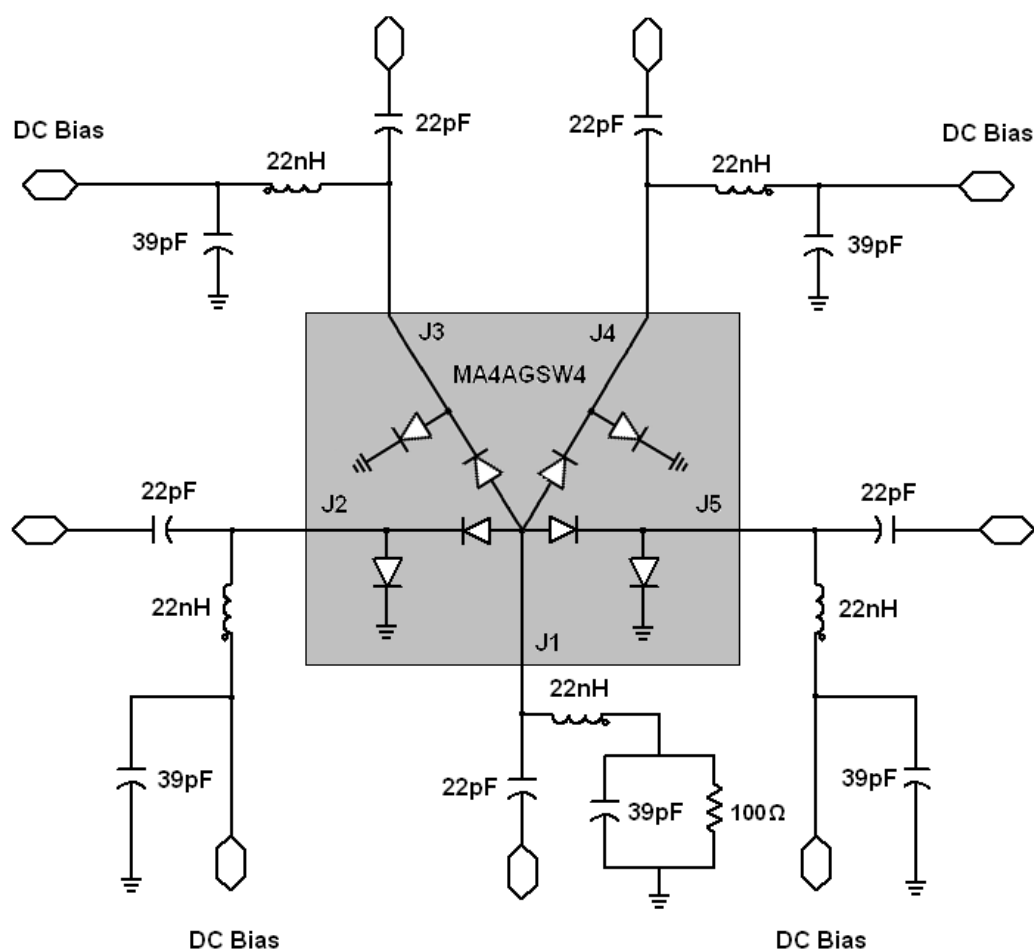 22pF
22pF
DC Bias
DC Bias
22nH
22nH
39pF
39pF
J3
J4
MA4AGSW4
22pF
J2
J5
22pF
22nH
22nH
J1
22nH
39pF
22pF
39pF
100Ω
39pF
DC Bias
DC Bias